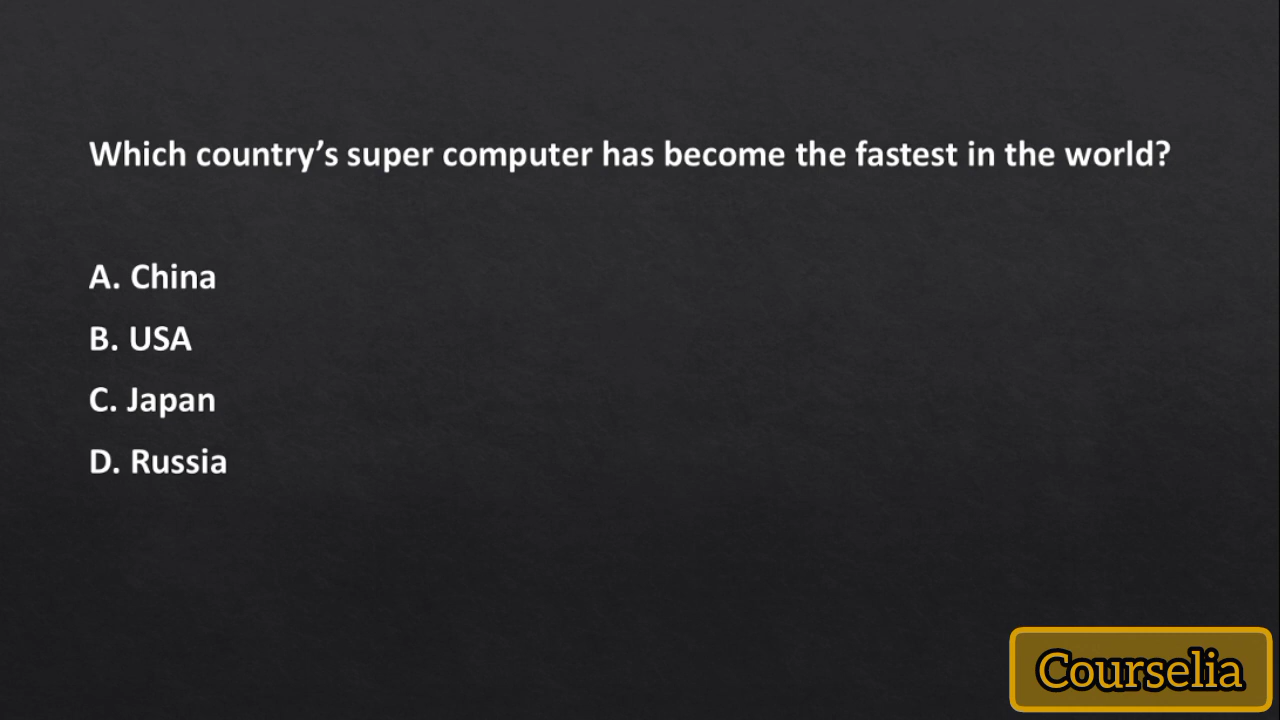 Which country’s super computer has become the fastest in the world?
A. China
B. USA
C. Japan
D. Russia
Courselia